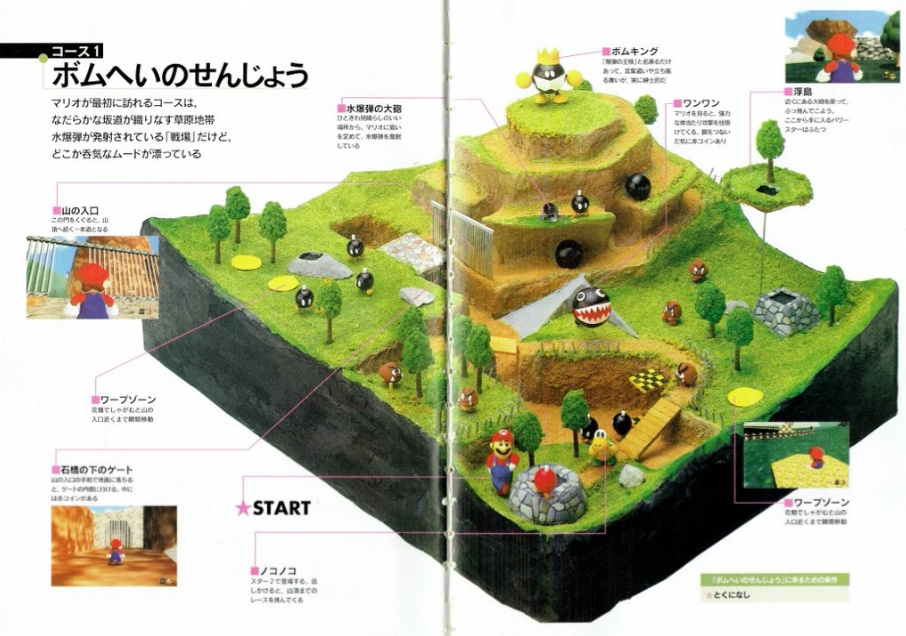 コース1
ボムへいのせんじょう
マリオが最初に訪れるコースは、
なだらかな坂道が織りなす草原地帯
水爆弾が発射されている「戦場」だけど、
どこか呑気なムードが漂っている
ボムキング
「爆弾の王様」と名乗るだけ
あって、言葉遣いや立ち振
る舞いが、実に紳士的だ
水爆弾の大砲
ひときわ見晴らしのいい
場所から、マリオに狙い
を定めて、水爆弾を発射
している
ワンワン
マリオを見ると、強力
な体当たり攻撃を仕掛
けてくる。鎖をつない
だ杭に赤コインあり
浮島
近くにある大砲を使って、
ぶっ飛んでこよう。
ここから手に入るパワー
スターはふたつ
山の入口
この門をくぐると、山
頂へ続く一本道となる
ワープゾーン
花畑でしゃがむと山の
入口近くまで瞬間移動
石橋の下のゲート
山の入口の手前で地面に落ちる
と、ゲートの内側に行ける。中に
は赤コインがある
★START
ノコノコ
スター2で登場する。話
しかけると、山頂までの
レースを挑んでくる
ワープゾーン
花畑でしゃがむと山の
入口近くまで瞬間移動
「ボムへいのせんじょう」に来るための条件
☆とくになし